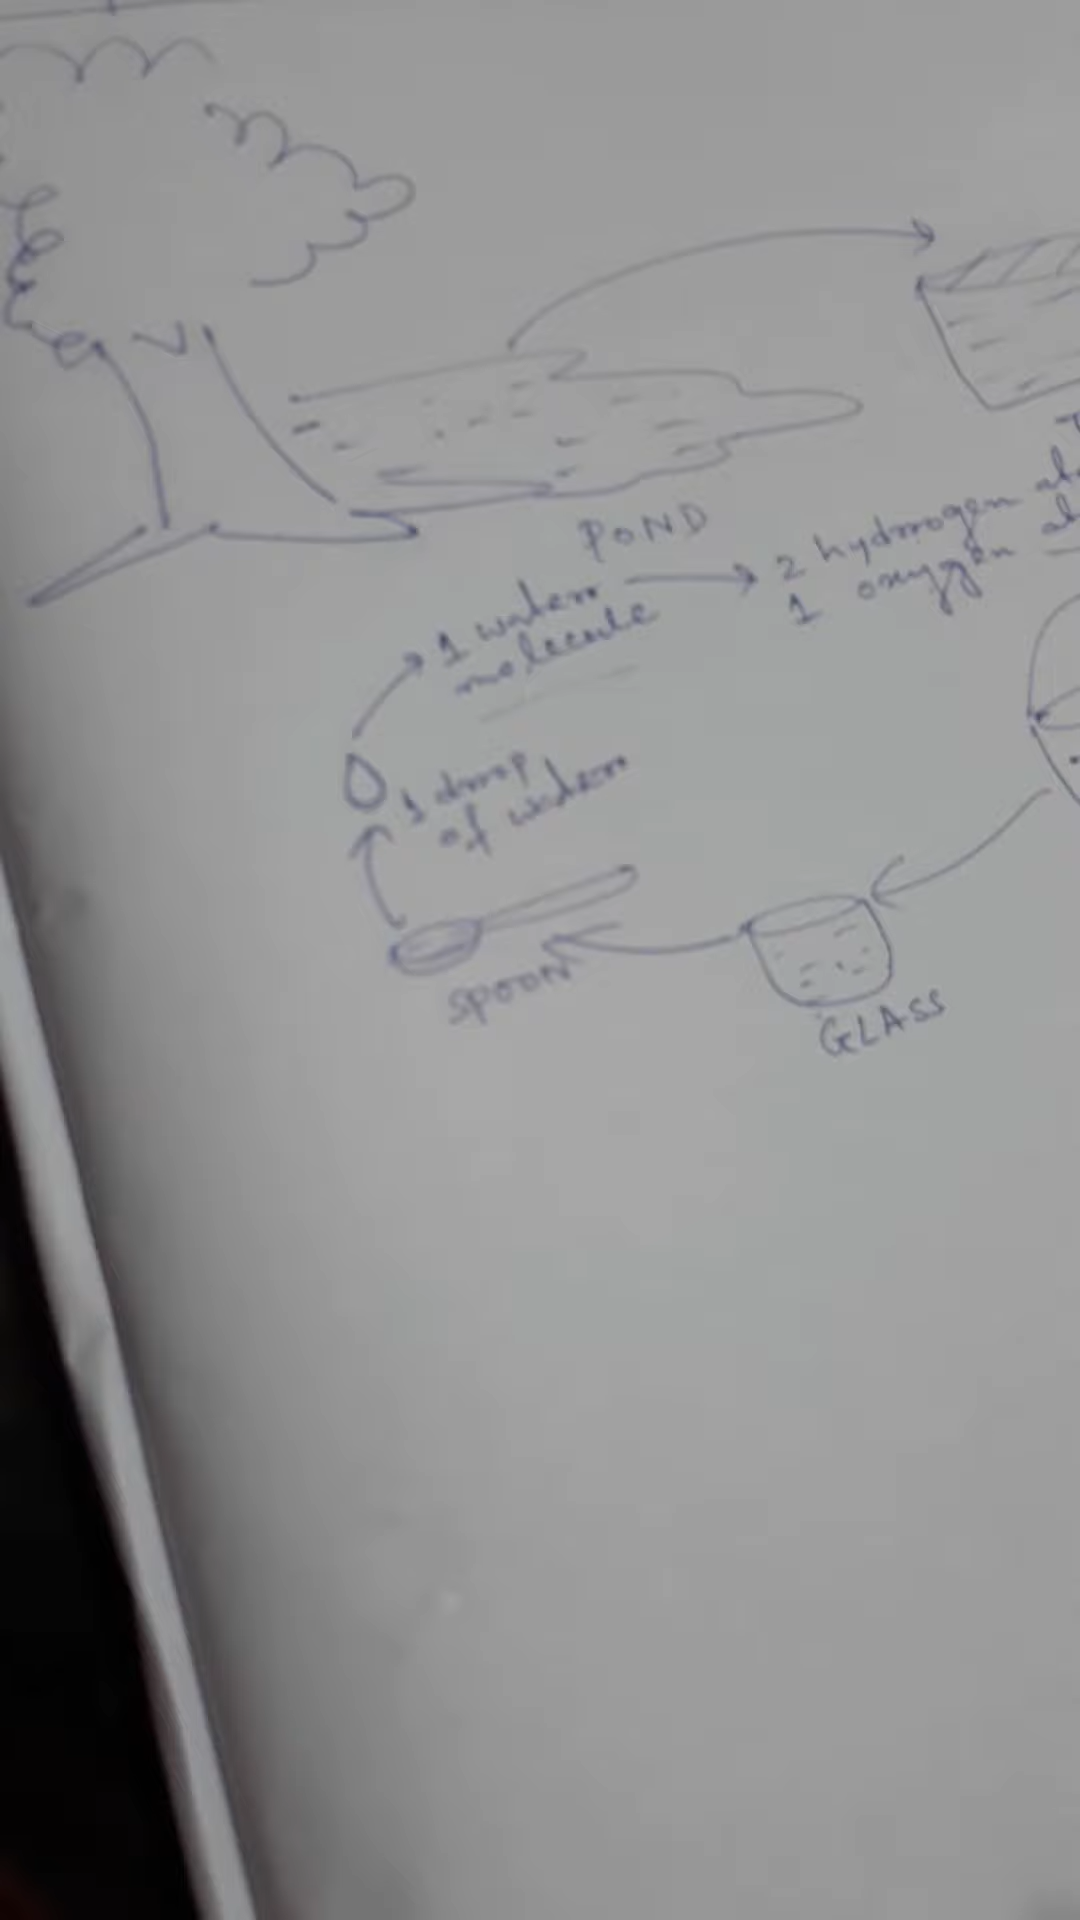 POND
1 water
molecule
2 hydrogen
1 oxygen
1 drop
of water
SPOON
GLASS